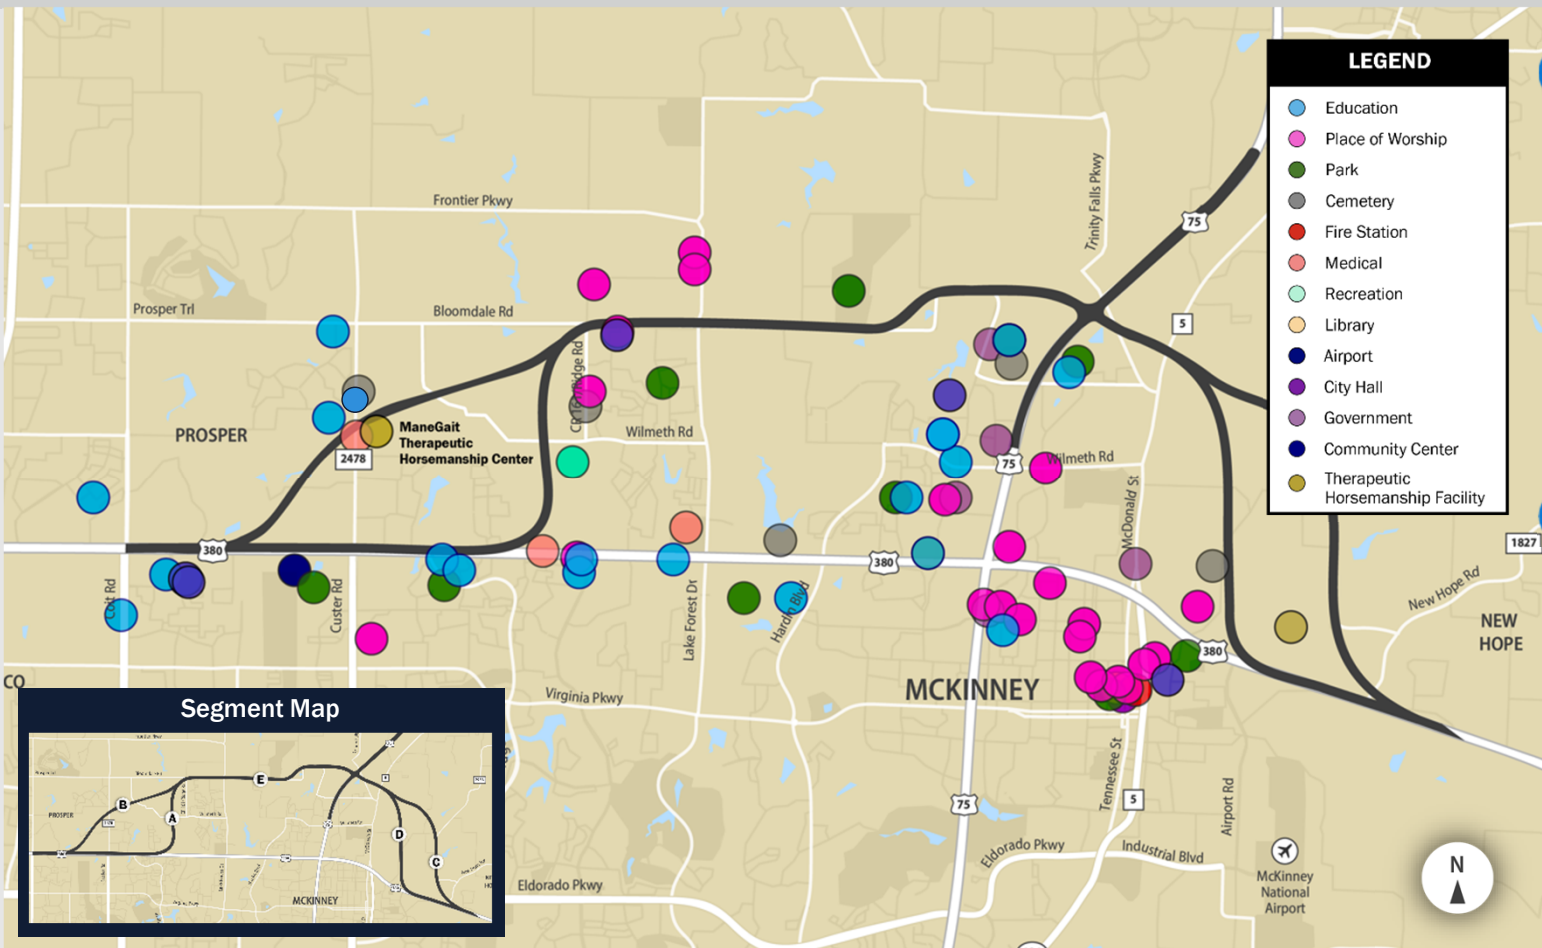 LEGEND
Education
Place of Worship
Park
Cemetery
Fire Station
Medical
Recreation
Library
Airport
City Hall
Government
Community Center
Therapeutic
Horsemanship Facility
Frontier Pkwy
Trinity Falls Pkwy
75
Prosper Trl
Bloomdale Rd
5
PROSPER
ManeGait
Therapeutic
Horsemanship Center
2478
Wilmeth Rd
75
Wilmeth Rd
McDonald St
380
380
1827
Coit Rd
Custer Rd
Lake Forest Dr
Hardin Blvd
New Hope Rd
NEW
HOPE
380
CO
MCKINNEY
Virginia Pkwy
Tennessee St
75
5
Airport Rd
Eldorado Pkwy
Industrial Blvd
Eldorado Pkwy
McKinney
National
Airport
N
Segment Map
E
B
A
D
C
PROSPER
MCKINNEY